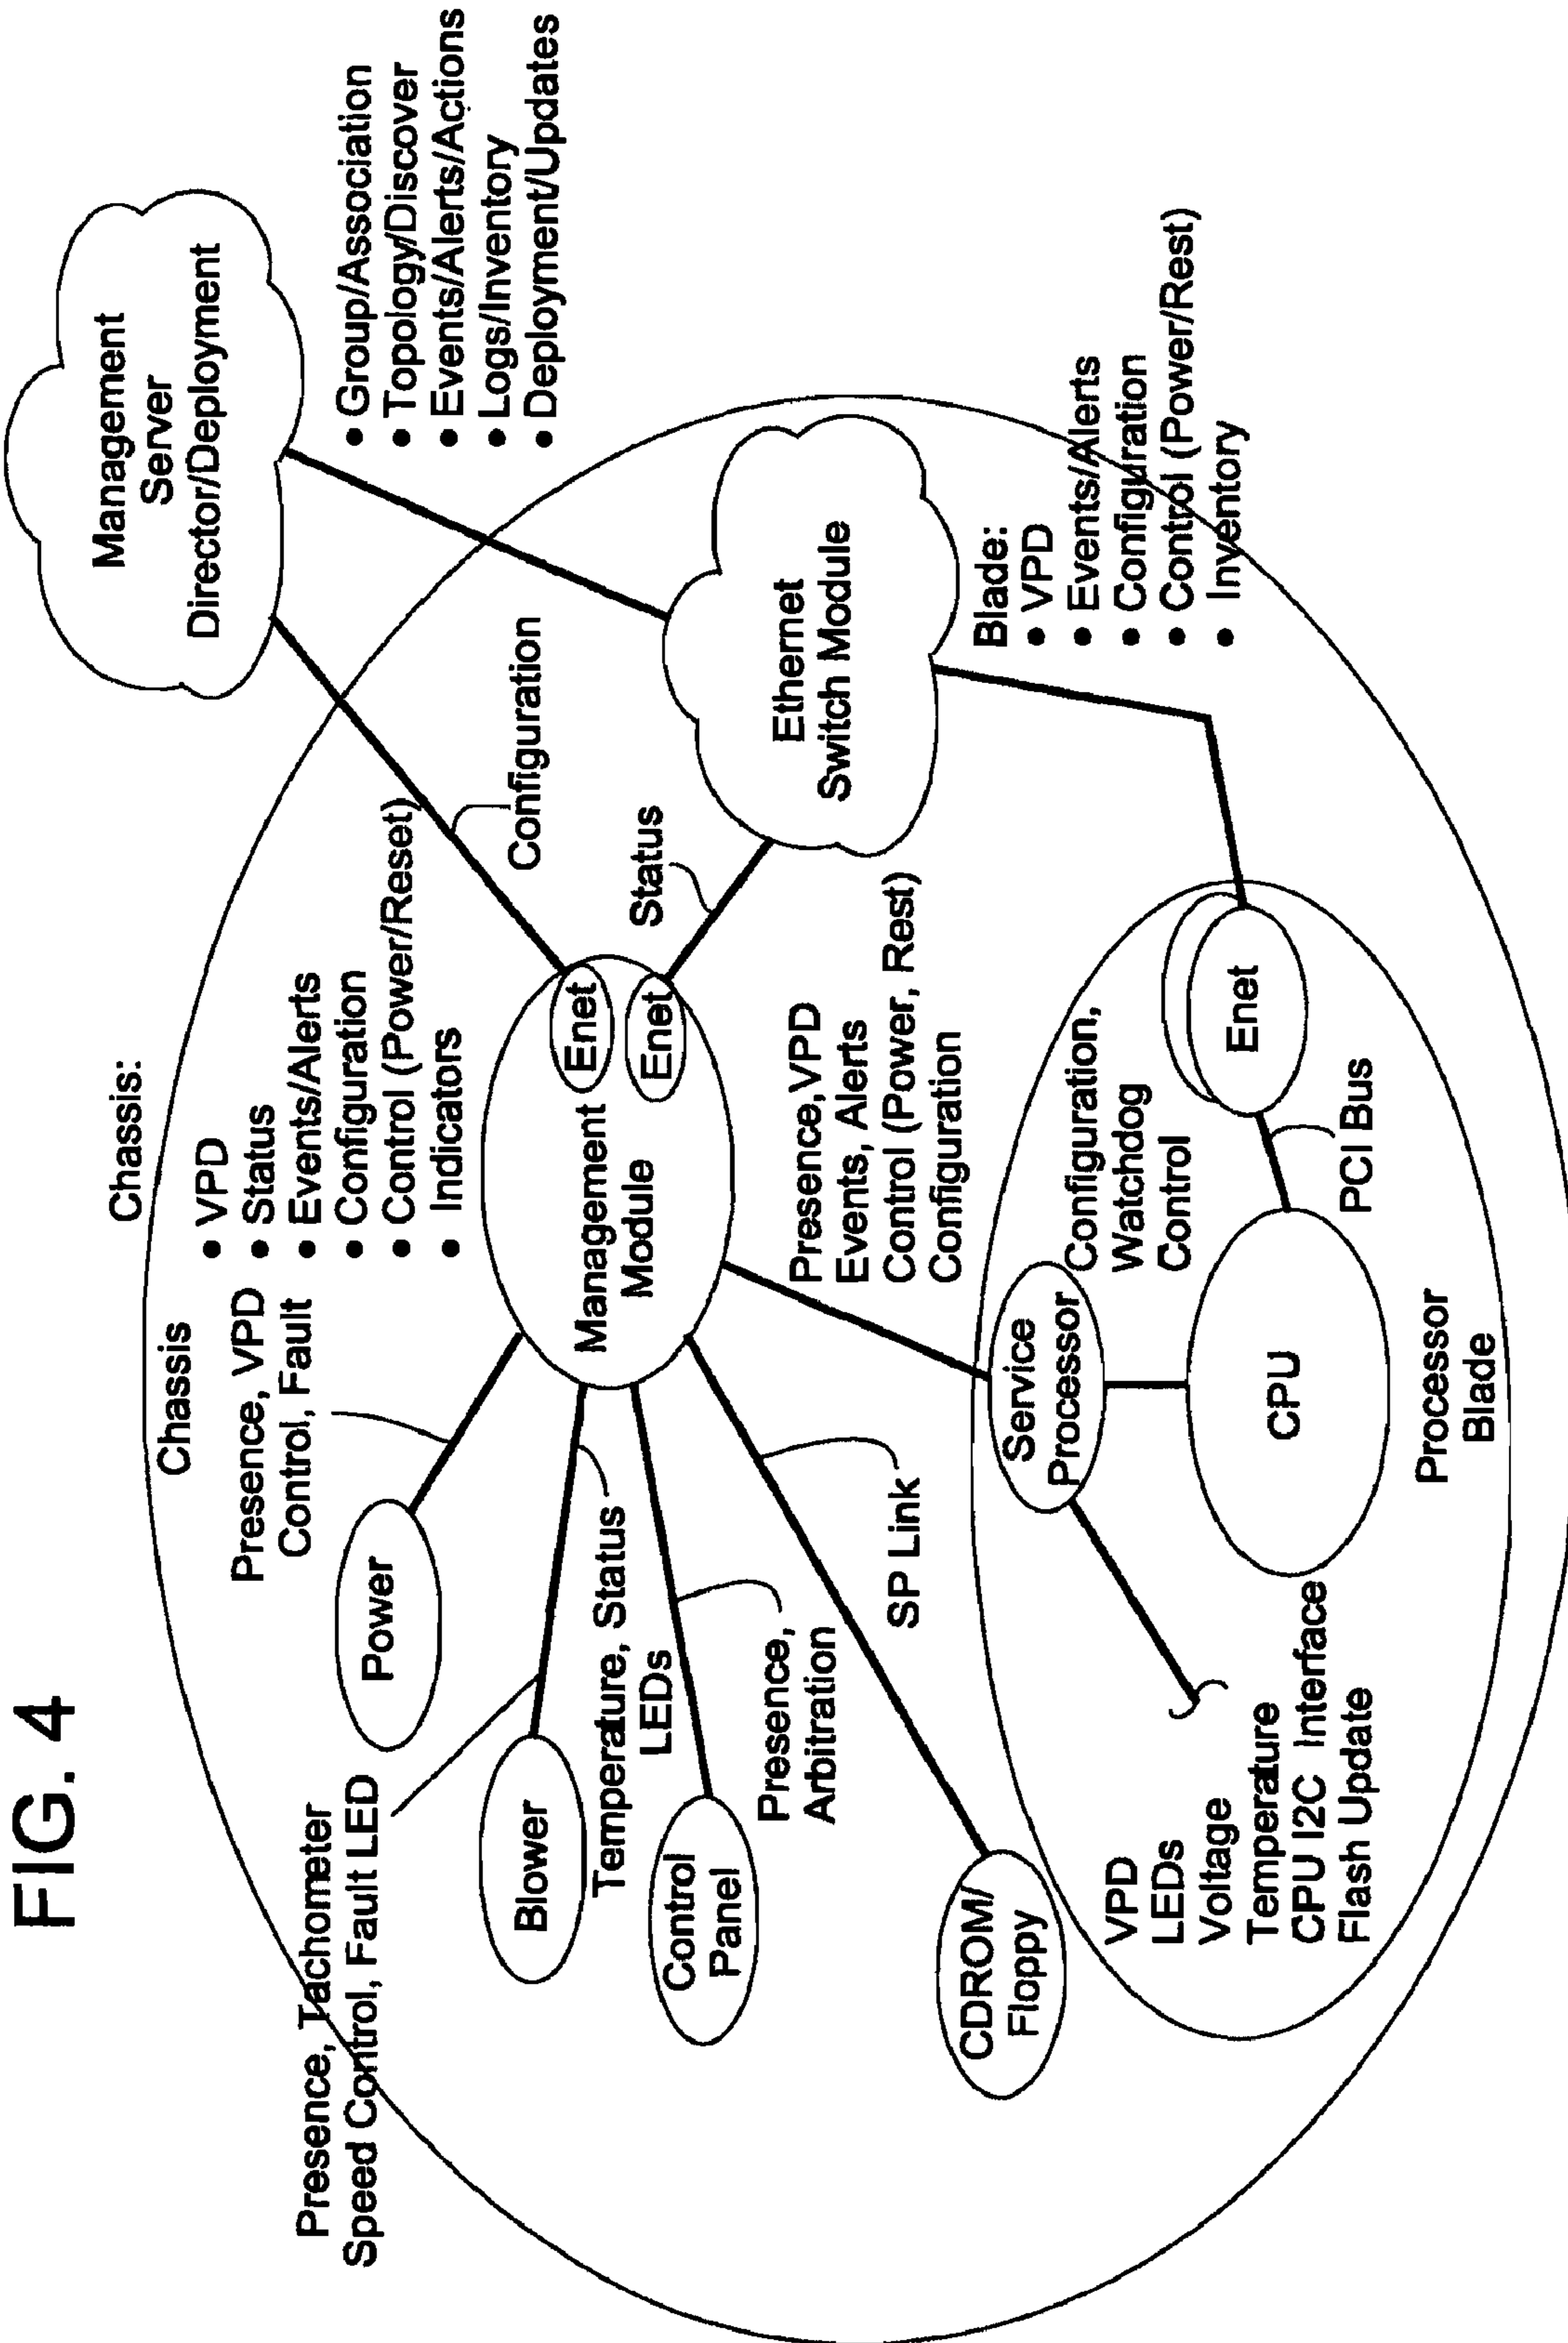 FIG. 4
Management
Server
Director/Deployment
• Group/Association
• Topology/Discover
• Events/Alerts/Actions
• Logs/Inventory
• Deployment/Updates
Chassis:
• VPD
• Status
• Events/Alerts
• Configuration
• Control (Power/Reset)
• Indicators
Chassis
Presence, VPD
Control, Fault
Power
Presence, Tachometer
Speed Control, Fault LED
Blower
Temperature, Status
LEDs
Control
Panel
Presence,
Arbitration
CDROM/
Floppy
SP Link
Management
Module
Enet
Enet
Configuration
Status
Ethernet
Switch Module
Presence,VPD
Events, Alerts
Control (Power, Rest)
Configuration
Blade:
• VPD
• Events/Alerts
• Configuration
• Control (Power/Rest)
• Inventory
Service
Processor
Configuration,
Watchdog
Control
Enet
PCI Bus
CPU
VPD
LEDs
Voltage
Temperature
CPU I2C Interface
Flash Update
Processor
Blade